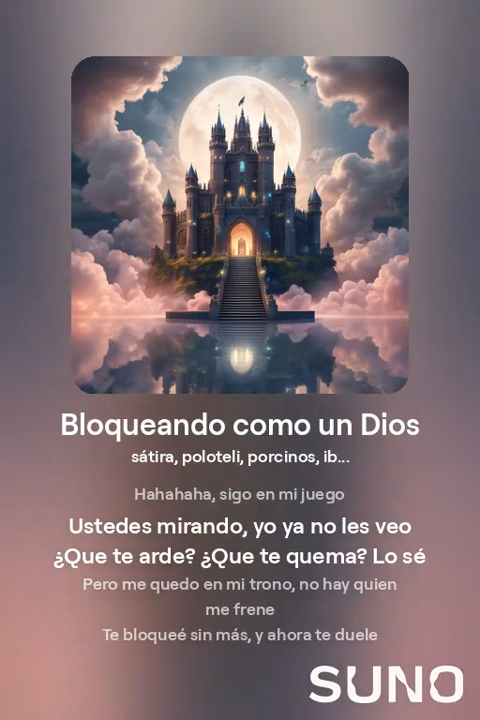 Bloqueando como un Dios
sátira, poloteli, porcinos, ib...
Hahahaha, sigo en mi juego
Ustedes mirando, yo ya no les veo
¿Que te arde? ¿Que te quema? Lo sé
Pero me quedo en mi trono, no hay quien
me frene
Te bloqueé sin más, y ahora te duele
SUNO